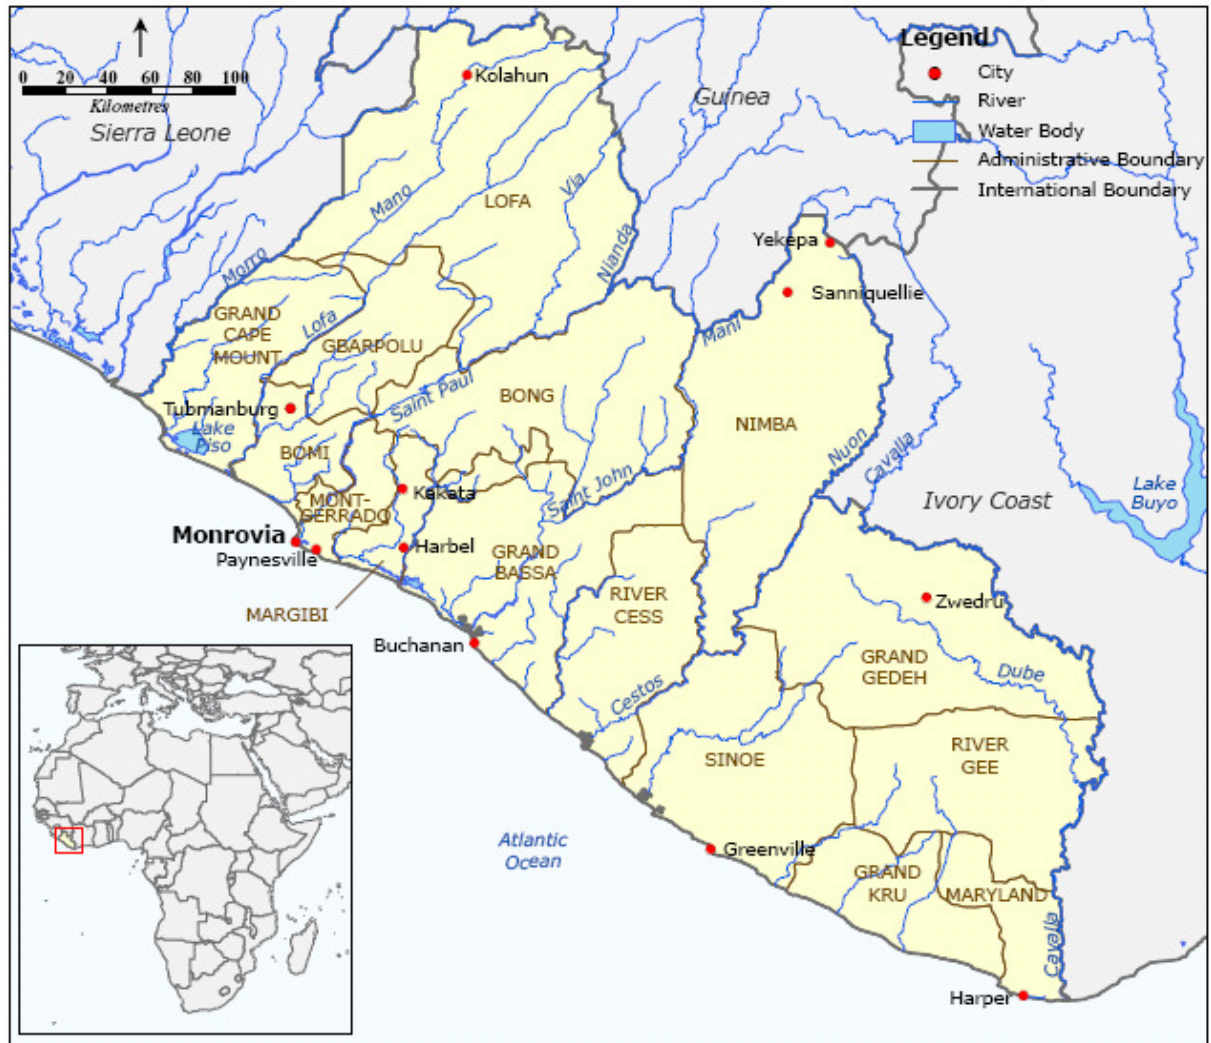 Legend
City
River
Water Body
Administrative Boundary
International Boundary
0 20 40 60 80 100
Kilometres
Sierra Leone
Guinea
Kolahun
Mano
LOFA
Via
Nianda
Morro
Yekepa
Sanniquellie
GRAND
CAPE
MOUNT
Lofa
GBARPOLU
Mani
Saint Paul
BONG
Tubmanburg
Lake
Piso
BOMI
NIMBA
Nuon
Cavalla
Ivory Coast
Lake
Buyo
Kakata
Saint John
MONT-
SERRADO
Monrovia
Paynesville
Harbel
GRAND
BASSA
MARGIBI
RIVER
CESS
Zwedru
Buchanan
GRAND
GEDEH
Dube
Cestos
SINOE
RIVER
GEE
Atlantic
Ocean
Greenville
GRAND
KRU
MARYLAND
Cavalla
Harper